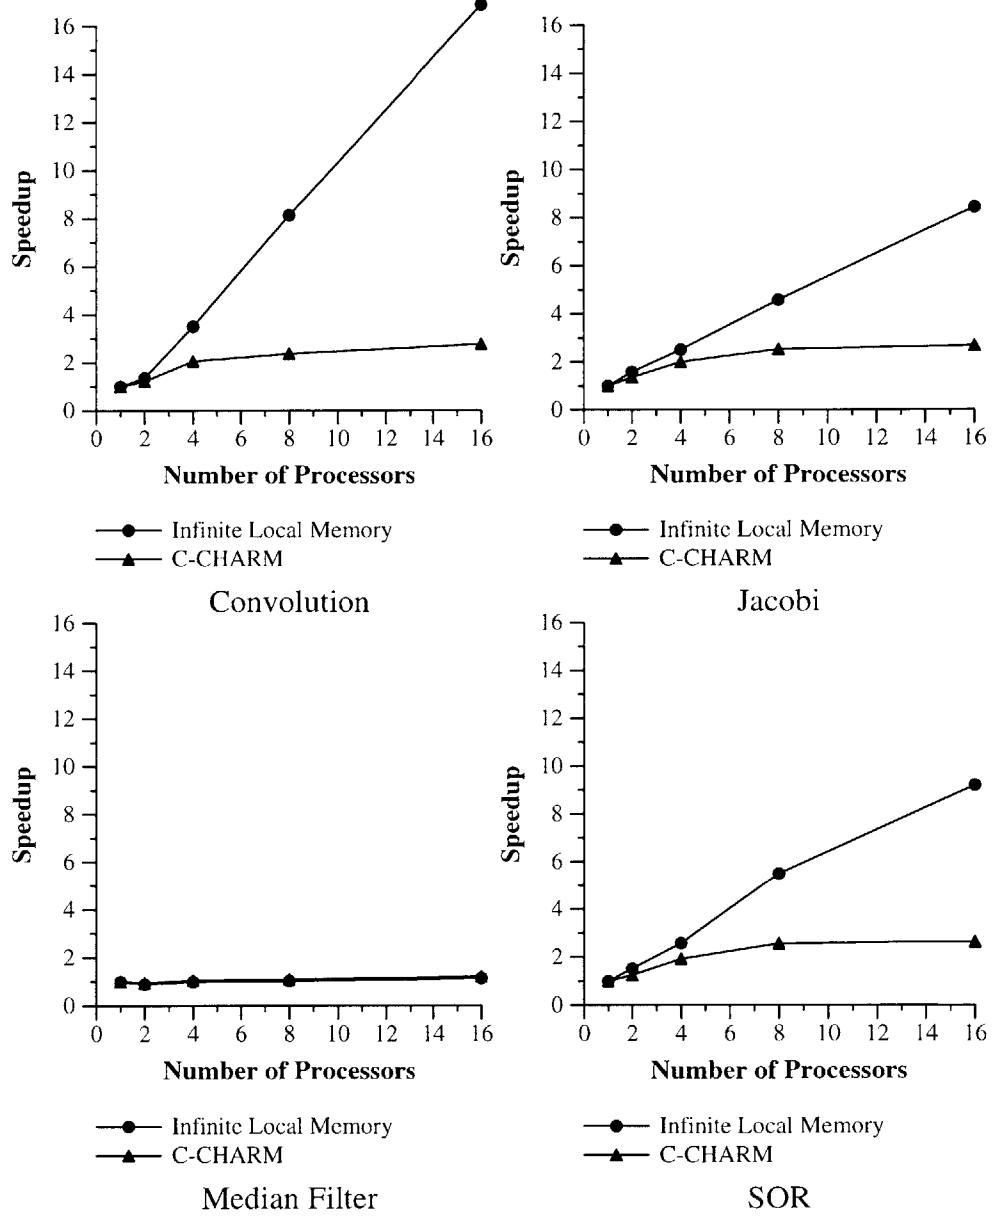 16
14
12
10
8
6
4
2
0
Speedup
0 2 4 6 8 10 12 14 16
Number of Processors
Infinite Local Memory
C-CHARM
Convolution
16
14
12
10
8
6
4
2
0
Speedup
0 2 4 6 8 10 12 14 16
Number of Processors
Infinite Local Memory
C-CHARM
Jacobi
16
14
12
10
8
6
4
2
0
Speedup
0 2 4 6 8 10 12 14 16
Number of Processors
Infinite Local Memory
C-CHARM
Median Filter
16
14
12
10
8
6
4
2
0
Speedup
0 2 4 6 8 10 12 14 16
Number of Processors
Infinite Local Memory
C-CHARM
SOR